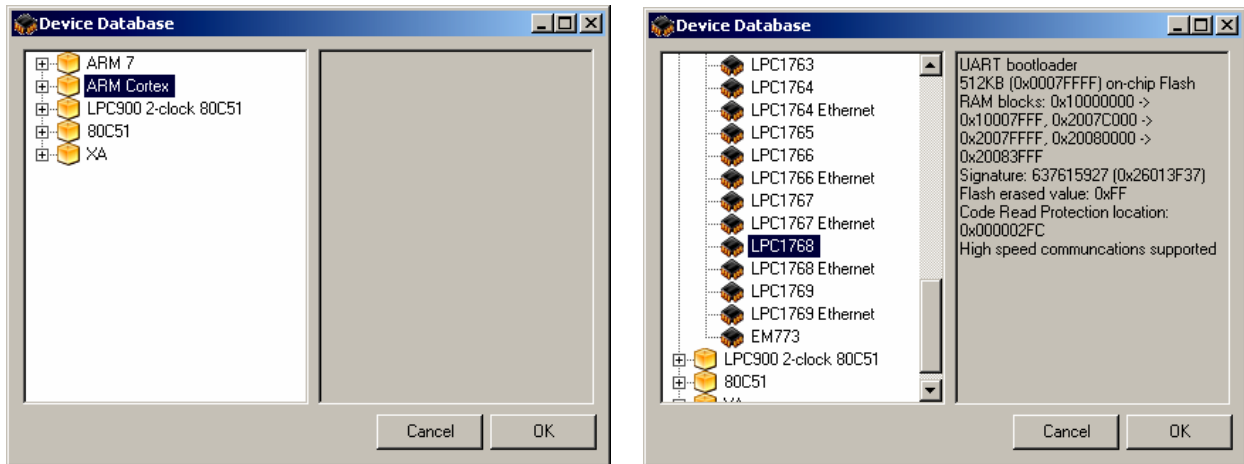 Device Database
ARM 7
ARM Cortex
LPC900 2-clock 80C51
80C51
XA
Cancel
OK
Device Database
LPC1763
LPC1764
LPC1764 Ethernet
LPC1765
LPC1766
LPC1766 Ethernet
LPC1767
LPC1767 Ethernet
LPC1768
LPC1768 Ethernet
LPC1769
LPC1769 Ethernet
EM773
LPC900 2-clock 80C51
80C51
XA
UART bootloader
512KB (0x0007FFFF) on-chip Flash
RAM blocks: 0x10000000 ->
0x10007FFF, 0x2007C000 ->
0x2007FFFF, 0x20080000 ->
0x20083FFF
Signature: 637615927 (0x26013F37)
Flash erased value: 0xFF
Code Read Protection location:
0x000002FC
High speed communcations supported
Cancel
OK